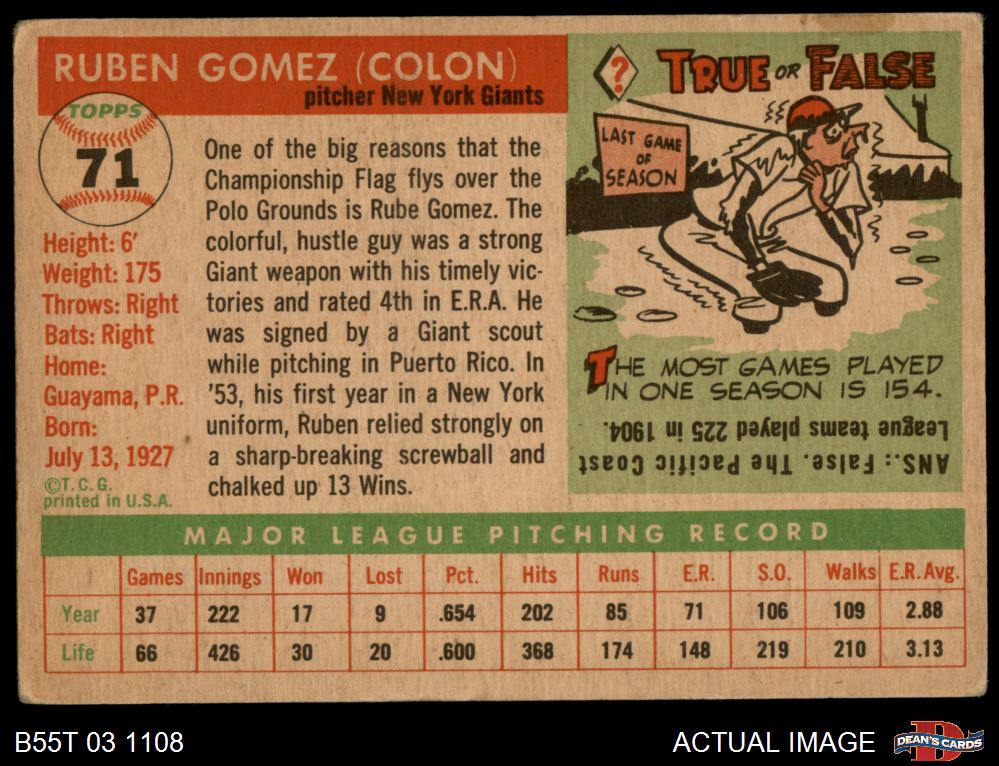 RUBEN GOMEZ (COLON)
pitcher New York Giants
TOPPS
71
Height: 6'
Weight: 175
Throws: Right
Bats: Right
Home:
Guayama, P.R.
Born:
July 13, 1927
©T.C.G.
printed in U.S.A.
One of the big reasons that the
Championship Flag flys over the
Polo Grounds is Rube Gomez. The
colorful, hustle guy was a strong
Giant weapon with his timely vic-
tories and rated 4th in E.R.A. He
was signed by a Giant scout
while pitching in Puerto Rico. In
'53, his first year in a New York
uniform, Ruben relied strongly on
a sharp-breaking screwball and
chalked up 13 Wins.
? TRUE OR FALSE
LAST GAME
OF
SEASON
THE MOST GAMES PLAYED
IN ONE SEASON IS 154.
ANS.: False. The Pacific Coast
League teams played 225 in 1904.
MAJOR LEAGUE PITCHING RECORD
Games Innings Won Lost Pct. Hits Runs E.R. S.O. Walks E.R.Avg.
Year 37 222 17 9 .654 202 85 71 106 109 2.88
Life 66 426 30 20 .600 368 174 148 219 210 3.13
B55T 03 1108
ACTUAL IMAGE
DEAN'S CARDS